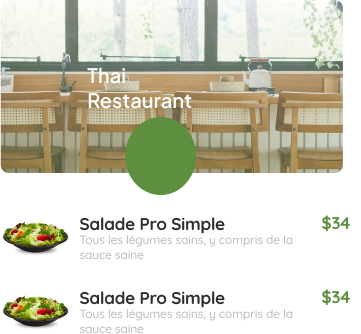 Thai
Restaurant
Salade Pro Simple
$34
Tous les légumes sains, y compris de la
sauce saine
Salade Pro Simple
$34
Tous les légumes sains, y compris de la
sauce saine